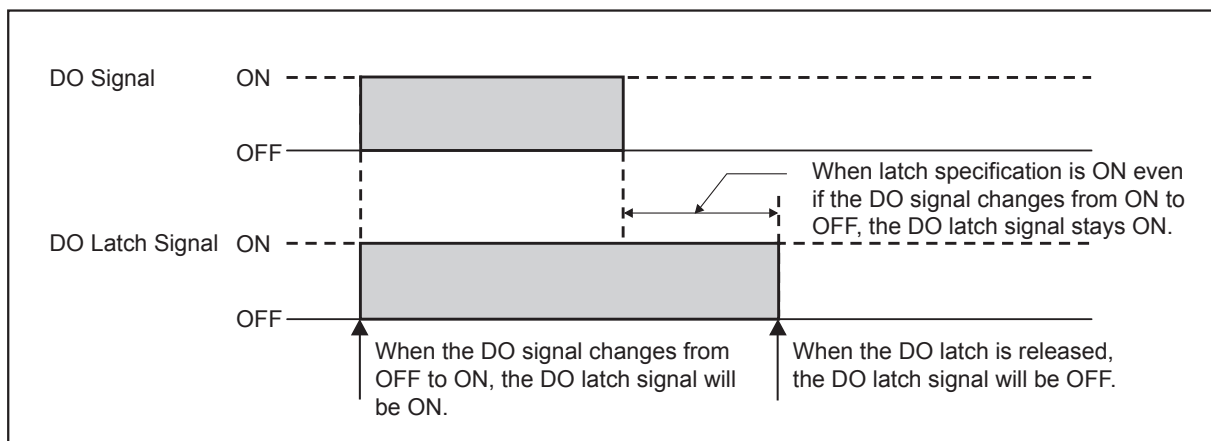 DO Signal ON
OFF
When latch specification is ON even
if the DO signal changes from ON to
OFF, the DO latch signal stays ON.
DO Latch Signal ON
OFF
When the DO signal changes from
OFF to ON, the DO latch signal will
be ON.
When the DO latch is released,
the DO latch signal will be OFF.